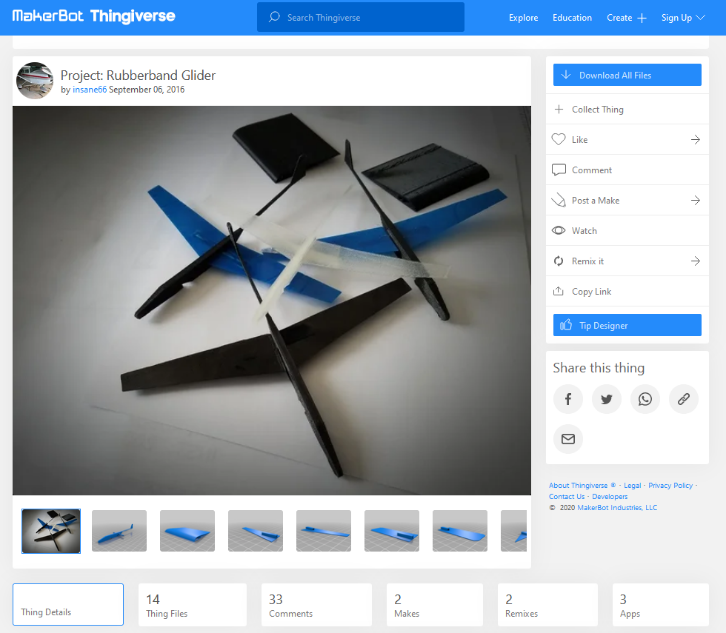 MakerBot Thingiverse
Search Thingiverse
Explore
Education
Create
Sign Up
Project: Rubberband Glider
by insane66 September 06, 2016
Download All Files
Collect Thing
Like
Comment
Post a Make
Watch
Remix it
Copy Link
Tip Designer
Share this thing
About Thingiverse ® · Legal · Privacy Policy ·
Contact Us · Developers
© 2020 MakerBot Industries, LLC
Thing Details
14
Thing Files
33
Comments
2
Makes
2
Remixes
3
Apps